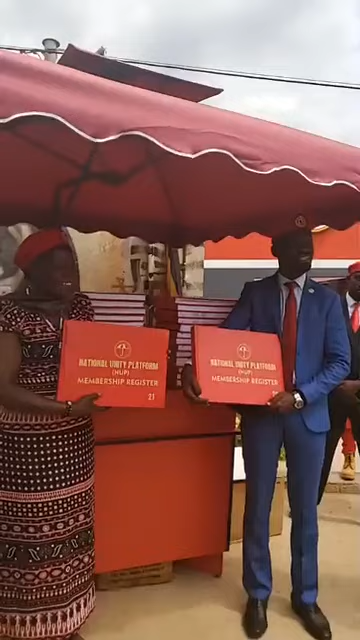 NATIONAL UNITY PLATFORM
(NUP)
MEMBERSHIP REGISTER
21
NATIONAL UNITY PLATFORM
(NUP)
MEMBERSHIP REGISTER